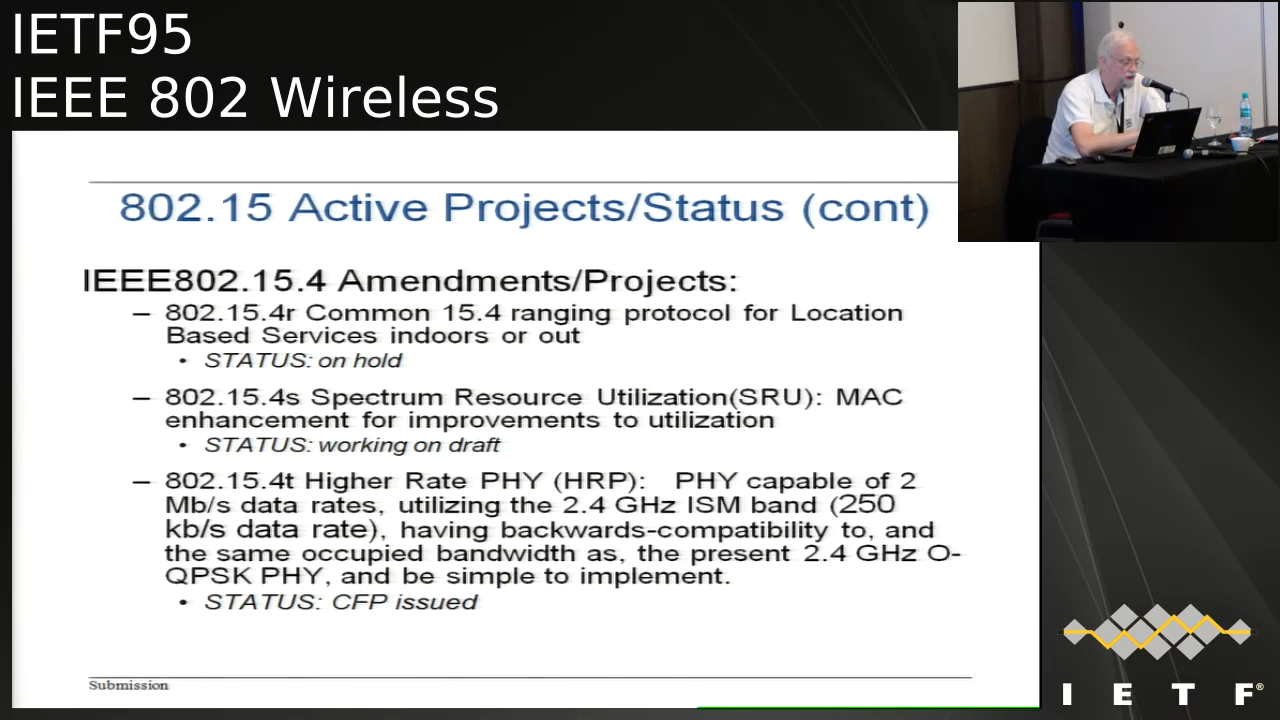 IETF95
IEEE 802 Wireless
802.15 Active Projects/Status (cont)
IEEE802.15.4 Amendments/Projects:
– 802.15.4r Common 15.4 ranging protocol for Location
Based Services indoors or out
• STATUS: on hold
– 802.15.4s Spectrum Resource Utilization(SRU): MAC
enhancement for improvements to utilization
• STATUS: working on draft
– 802.15.4t Higher Rate PHY (HRP): PHY capable of 2
Mb/s data rates, utilizing the 2.4 GHz ISM band (250
kb/s data rate), having backwards-compatibility to, and
the same occupied bandwidth as, the present 2.4 GHz O-
QPSK PHY, and be simple to implement.
• STATUS: CFP issued
Submission
I E T F®